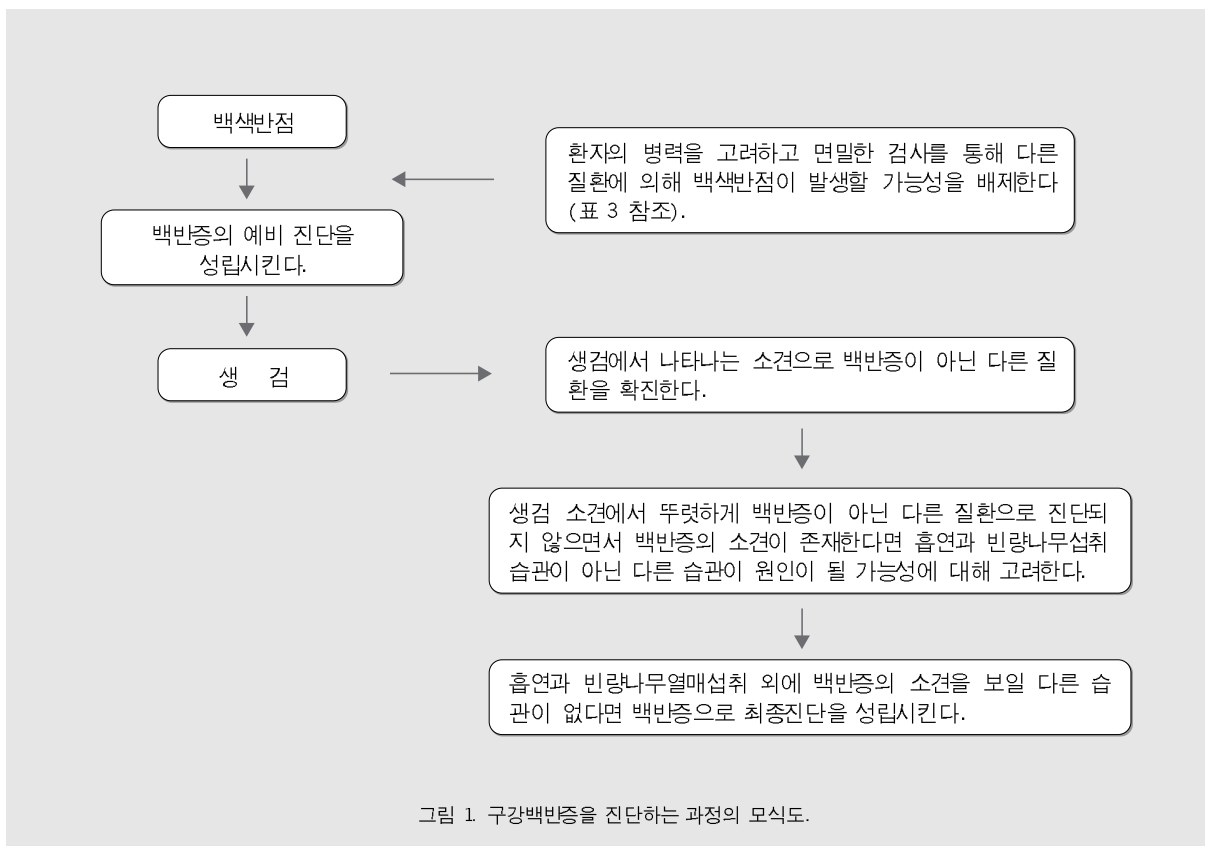 백색반점
환자의 병력을 고려하고 면밀한 검사를 통해 다른
질환에 의해 백색반점이 발생할 가능성을 배제한다
(표 3 참조).
백반증의 예비 진단을
성립시킨다.
생 검
생검에서 나타나는 소견으로 백반증이 아닌 다른 질
환을 확진한다.
생검 소견에서 뚜렷하게 백반증이 아닌 다른 질환으로 진단되
지 않으면서 백반증의 소견이 존재한다면 흡연과 빈량나무섭취
습관이 아닌 다른 습관이 원인이 될 가능성에 대해 고려한다.
흡연과 빈량나무열매섭취 외에 백반증의 소견을 보일 다른 습
관이 없다면 백반증으로 최종진단을 성립시킨다.
그림 1. 구강백반증을 진단하는 과정의 모식도.